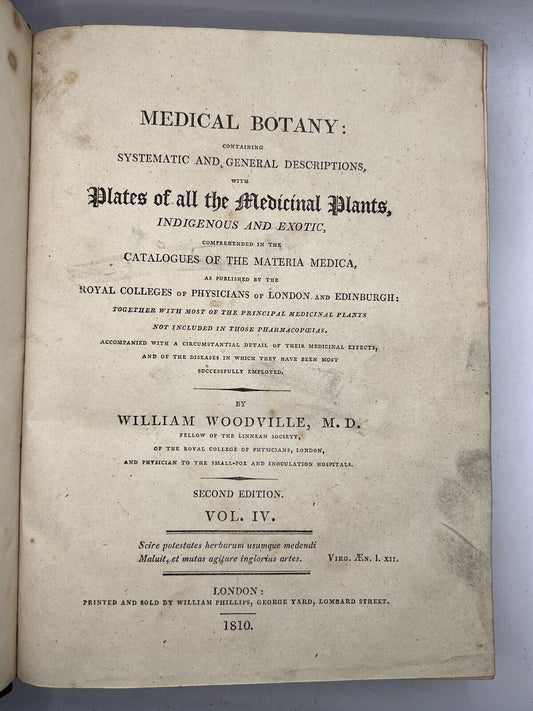 MEDICAL BOTANY:
CONTAINING
SYSTEMATIC AND GENERAL DESCRIPTIONS,
WITH
Plates of all the Medicinal Plants,
INDIGENOUS AND EXOTIC,
COMPREHENDED IN THE
CATALOGUES OF THE MATERIA MEDICA,
AS PUBLISHED BY THE
ROYAL COLLEGES OF PHYSICIANS OF LONDON AND EDINBURGH:
TOGETHER WITH MOST OF THE PRINCIPAL MEDICINAL PLANTS
NOT INCLUDED IN THOSE PHARMACOPŒIAS.
ACCOMPANIED WITH A CIRCUMSTANTIAL DETAIL OF THEIR MEDICINAL EFFECTS,
AND OF THE DISEASES IN WHICH THEY HAVE BEEN MOST
SUCCESSFULLY EMPLOYED.
BY
WILLIAM WOODVILLE, M. D.
FELLOW OF THE LINNEAN SOCIETY,
OF THE ROYAL COLLEGE OF PHYSICIANS, LONDON,
AND PHYSICIAN TO THE SMALL-POX AND INOCULATION HOSPITALS.
SECOND EDITION.
VOL. IV.
Scire potestates herbarum usumque medendi
Maluit, et mutas agitare inglorius artes. VIRG. ÆN. l. XII.
LONDON:
PRINTED AND SOLD BY WILLIAM PHILLIPS, GEORGE YARD, LOMBARD STREET.
1810.